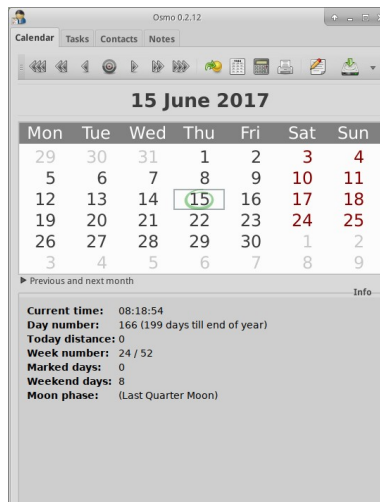 Osmo 0.2.12
Calendar Tasks Contacts Notes
15 June 2017
Mon Tue Wed Thu Fri Sat Sun
29 30 31 1 2 3 4
5 6 7 8 9 10 11
12 13 14 15 16 17 18
19 20 21 22 23 24 25
26 27 28 29 30 1 2
3 4 5 6 7 8 9
Previous and next month
Info
Current time: 08:18:54
Day number: 166 (199 days till end of year)
Today distance: 0
Week number: 24 / 52
Marked days: 0
Weekend days: 8
Moon phase: (Last Quarter Moon)